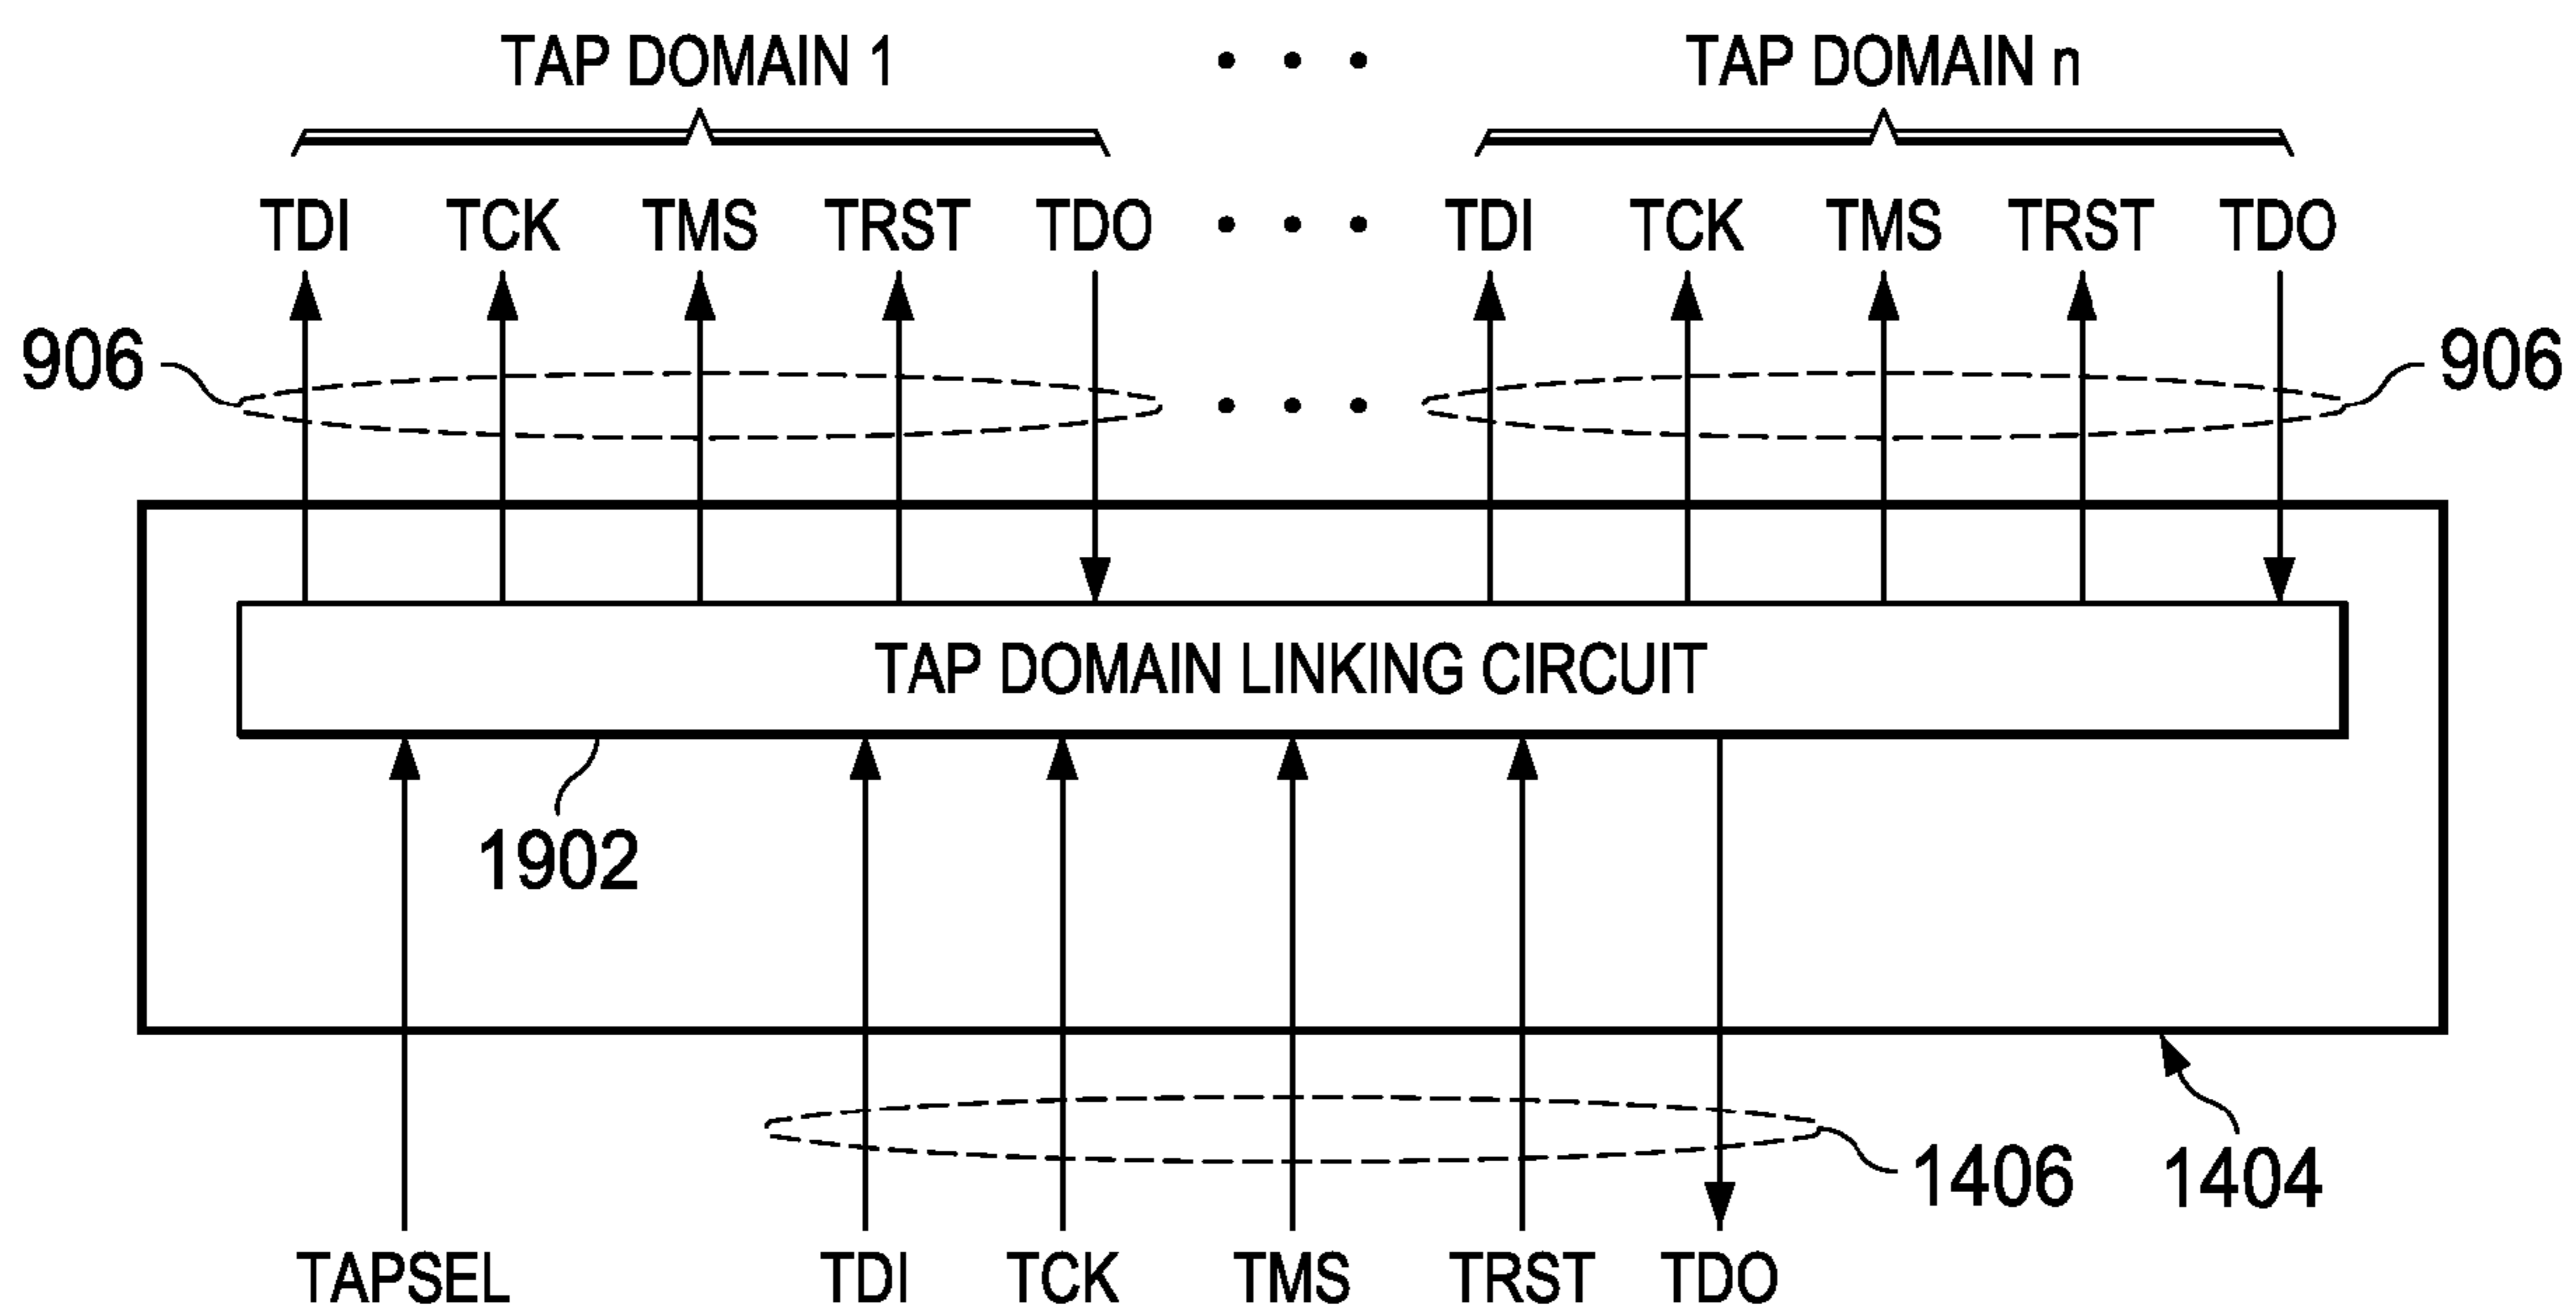 TAP DOMAIN 1 • • • TAP DOMAIN n
TDI TCK TMS TRST TDO • • • TDI TCK TMS TRST TDO
906 • • • 906
TAP DOMAIN LINKING CIRCUIT
1902
1406 1404
TAPSEL TDI TCK TMS TRST TDO